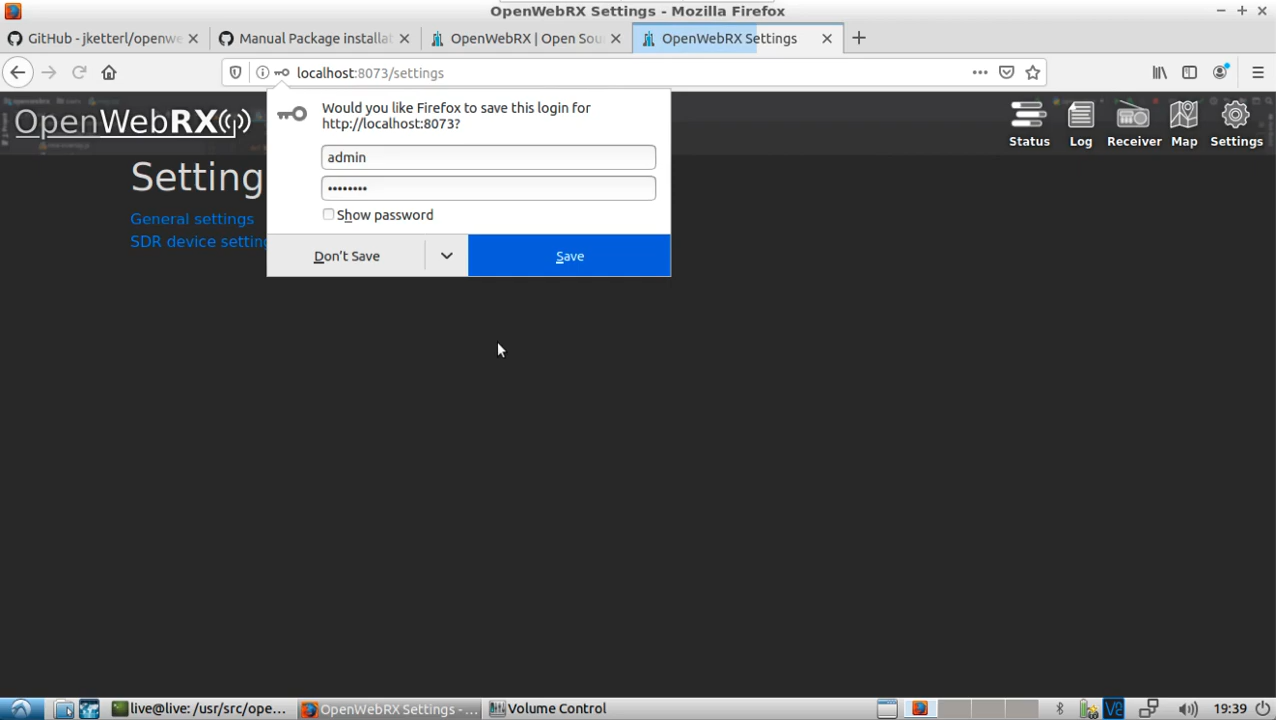 OpenWebRX Settings - Mozilla Firefox
GitHub - jketterl/openwe
Manual Package installat
OpenWebRX | Open Sou
OpenWebRX Settings
localhost:8073/settings
OpenWebRX
Status
Log
Receiver
Map
Settings
Would you like Firefox to save this login for
http://localhost:8073?
admin
••••••••
Show password
Don't Save
Save
Setting
General settings
SDR device setting
live@live: /usr/src/ope...
OpenWebRX Settings - ...
Volume Control
19:39